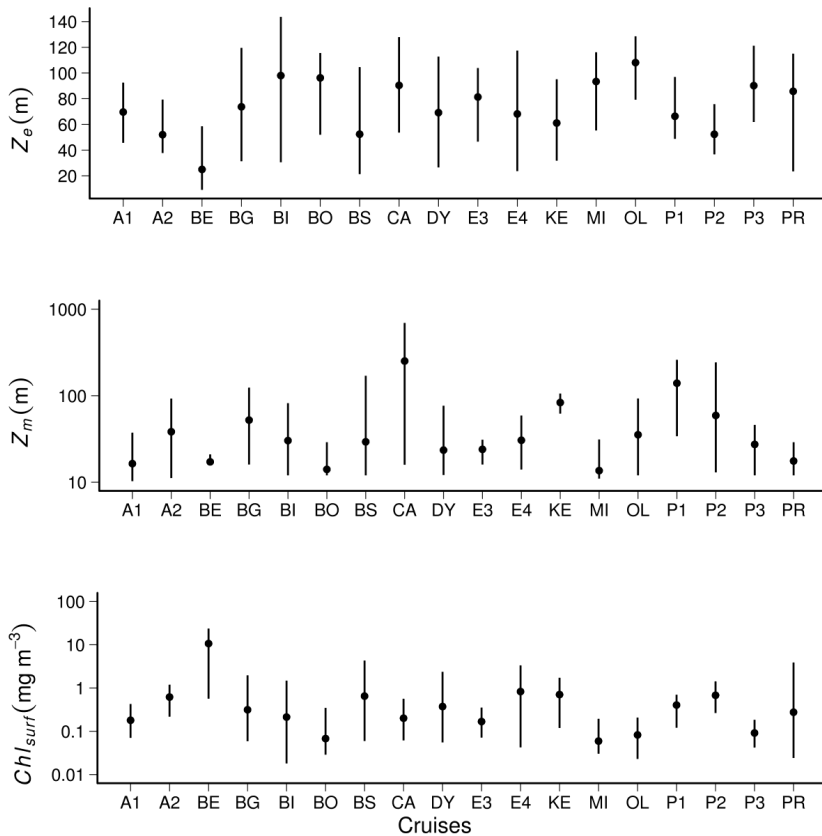 140
120
100
80
60
40
20
Z_e(m)
A1 A2 BE BG BI BO BS CA DY E3 E4 KE MI OL P1 P2 P3 PR
1000
100
10
Z_m(m)
A1 A2 BE BG BI BO BS CA DY E3 E4 KE MI OL P1 P2 P3 PR
100
10
1
0.1
0.01
Chl_surf(mg m⁻³)
A1 A2 BE BG BI BO BS CA DY E3 E4 KE MI OL P1 P2 P3 PR
Cruises